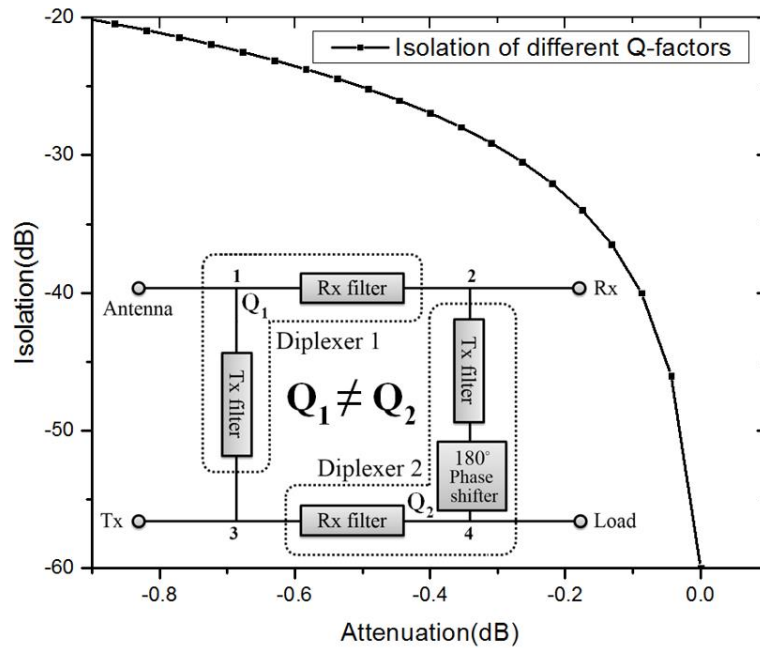 Isolation of different Q-factors
-20
-30
-40
-50
-60
Isolation(dB)
-0.8
-0.6
-0.4
-0.2
0.0
Attenuation(dB)
1
2
Rx filter
Antenna
Rx
Q1
Diplexer 1
Tx filter
Tx filter
Q1 ≠ Q2
Diplexer 2
180°
Phase
shifter
Q2
Tx
Rx filter
Load
3
4